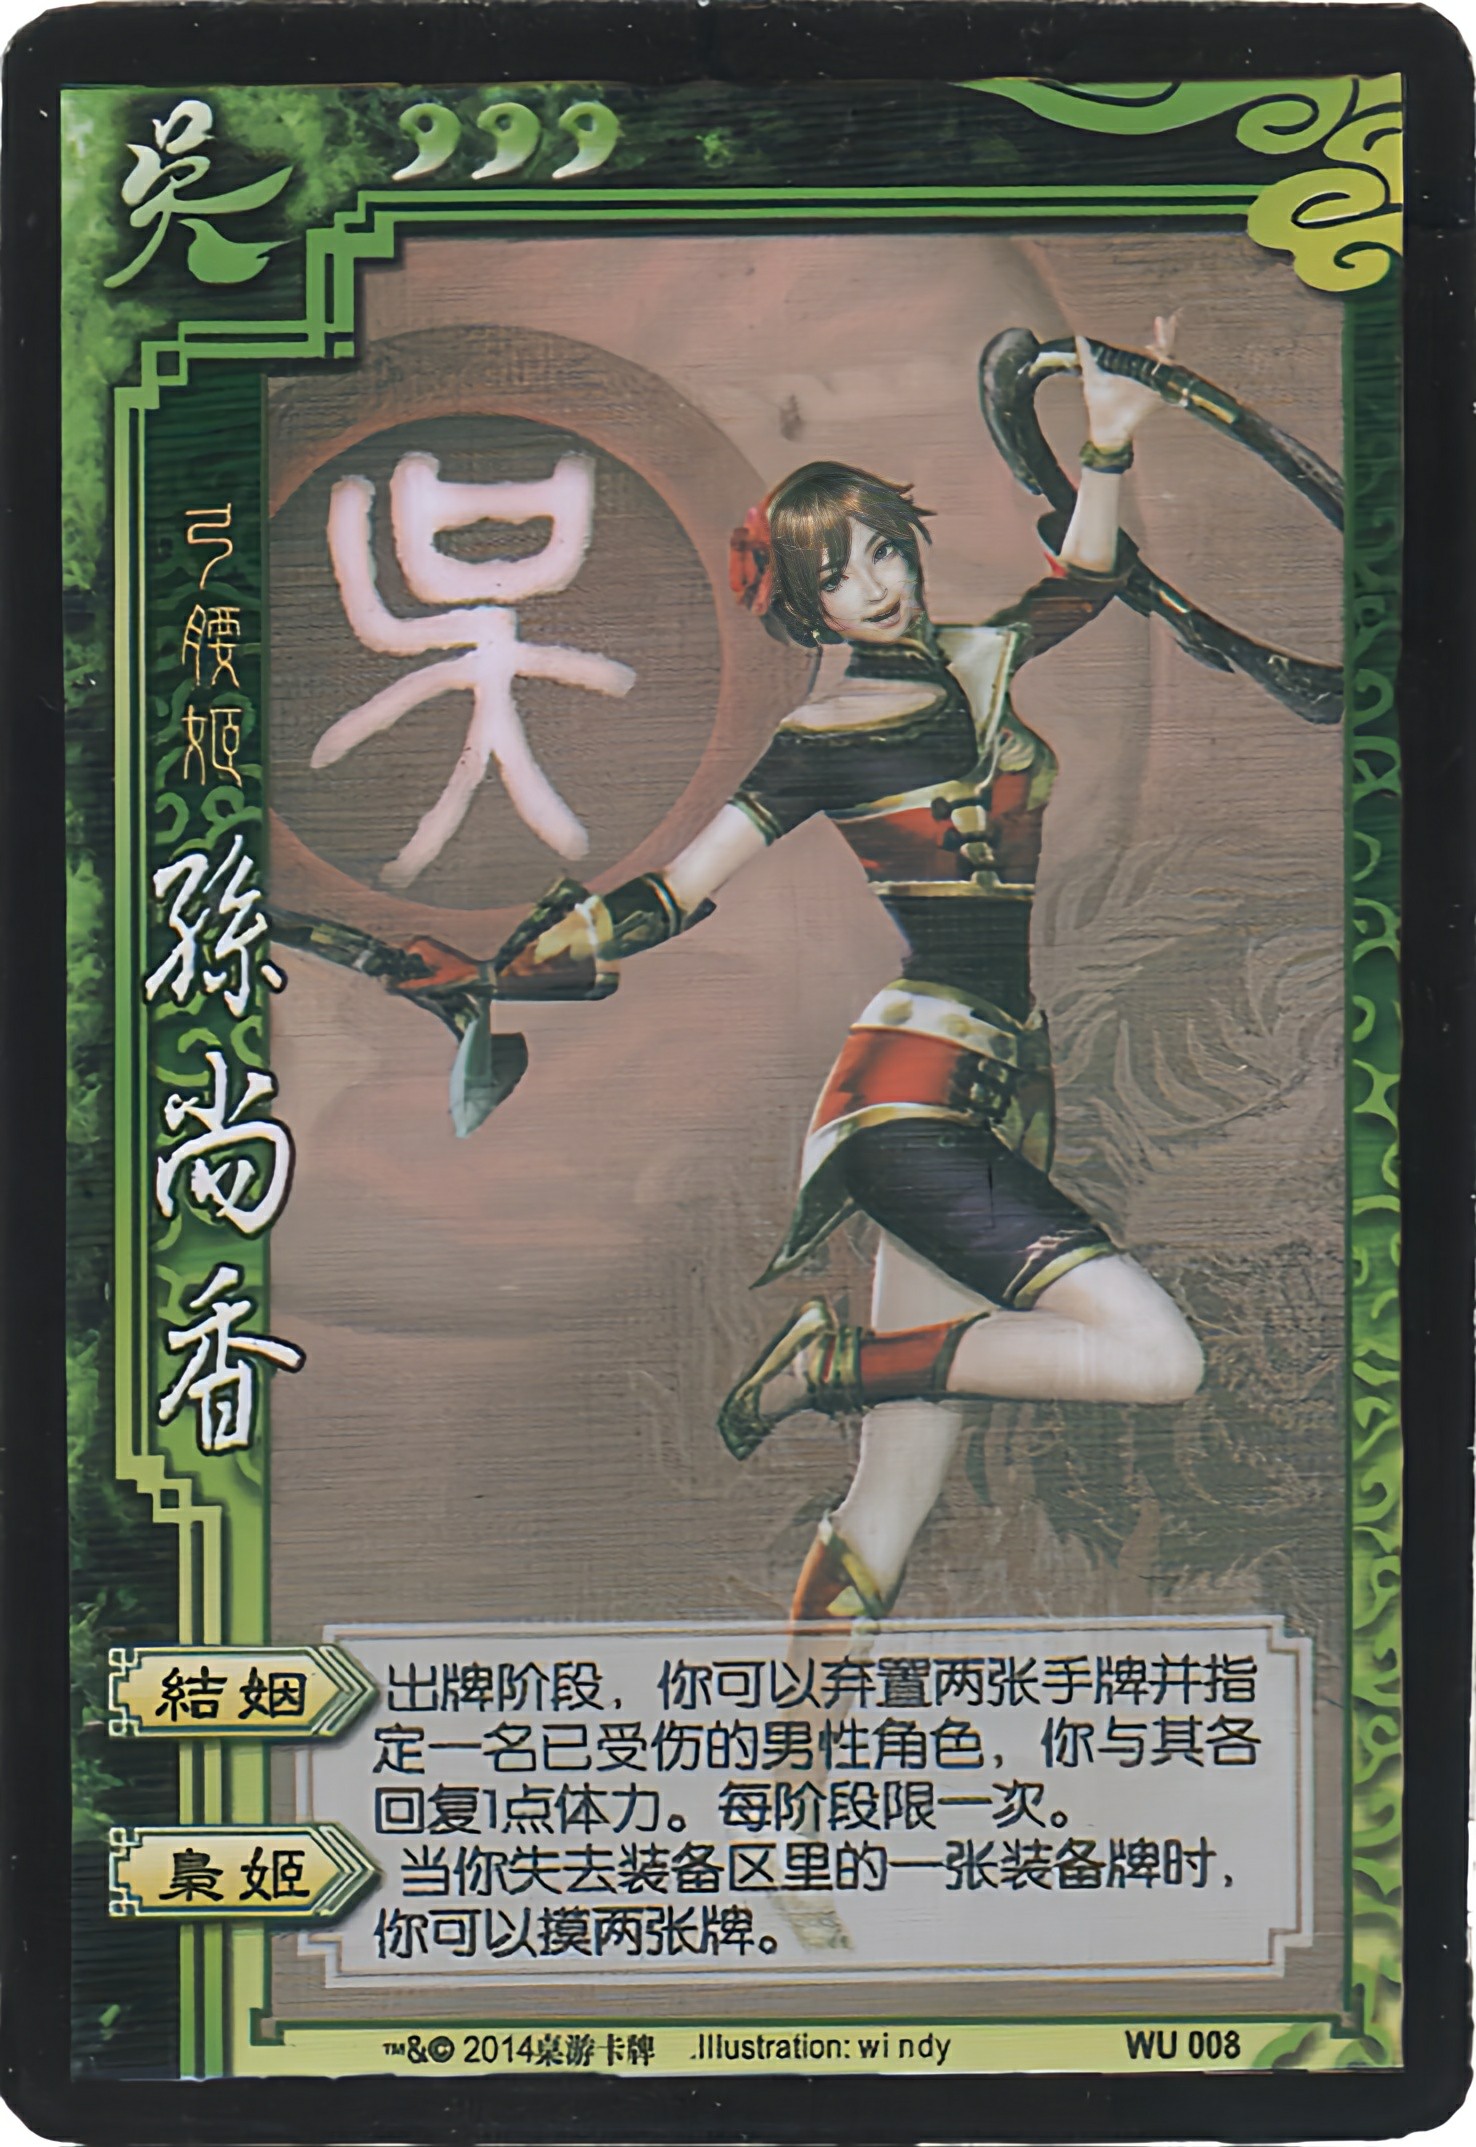 吳
吳
弓腰姬
孫尚香
結姻
出牌阶段，你可以弃置两张手牌并指
定一名已受伤的男性角色，你与其各
回复1点体力。每阶段限一次。
梟姬
当你失去装备区里的一张装备牌时，
你可以摸两张牌。
™&© 2014桌游卡牌 .Illustration: wi ndy WU 008